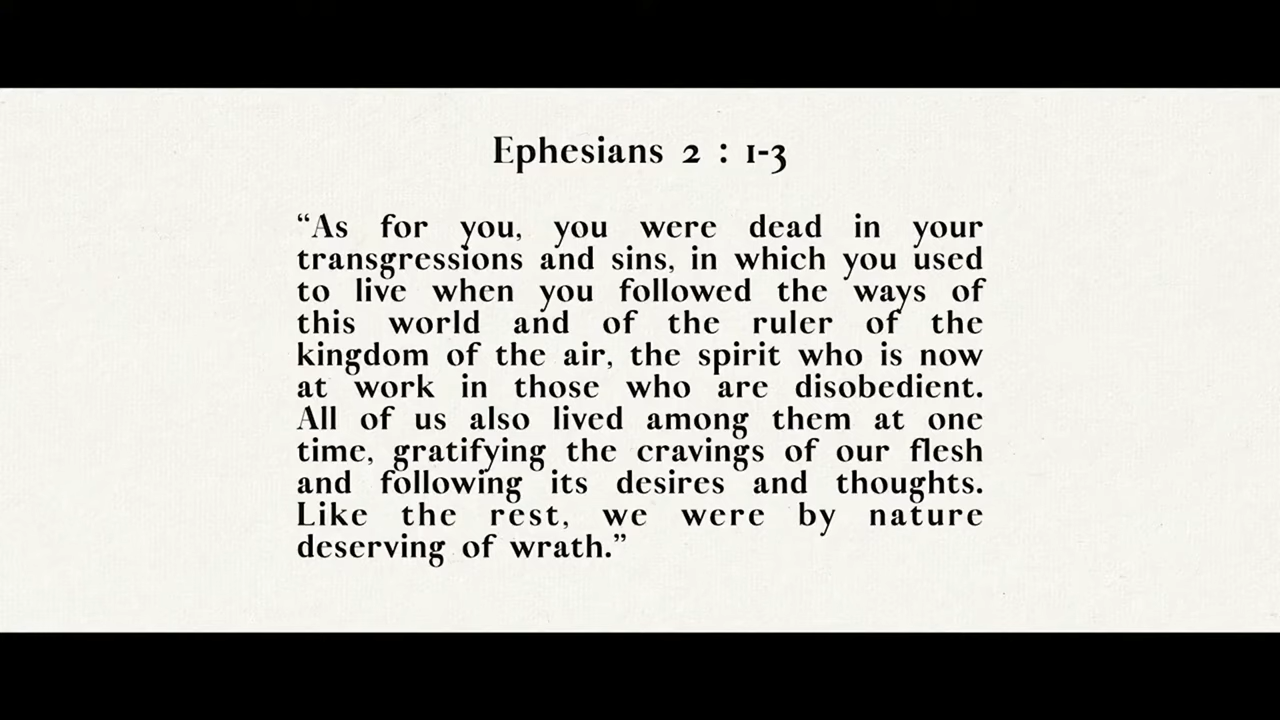 Ephesians 2 : 1-3
“As for you, you were dead in your
transgressions and sins, in which you used
to live when you followed the ways of
this world and of the ruler of the
kingdom of the air, the spirit who is now
at work in those who are disobedient.
All of us also lived among them at one
time, gratifying the cravings of our flesh
and following its desires and thoughts.
Like the rest, we were by nature
deserving of wrath.”